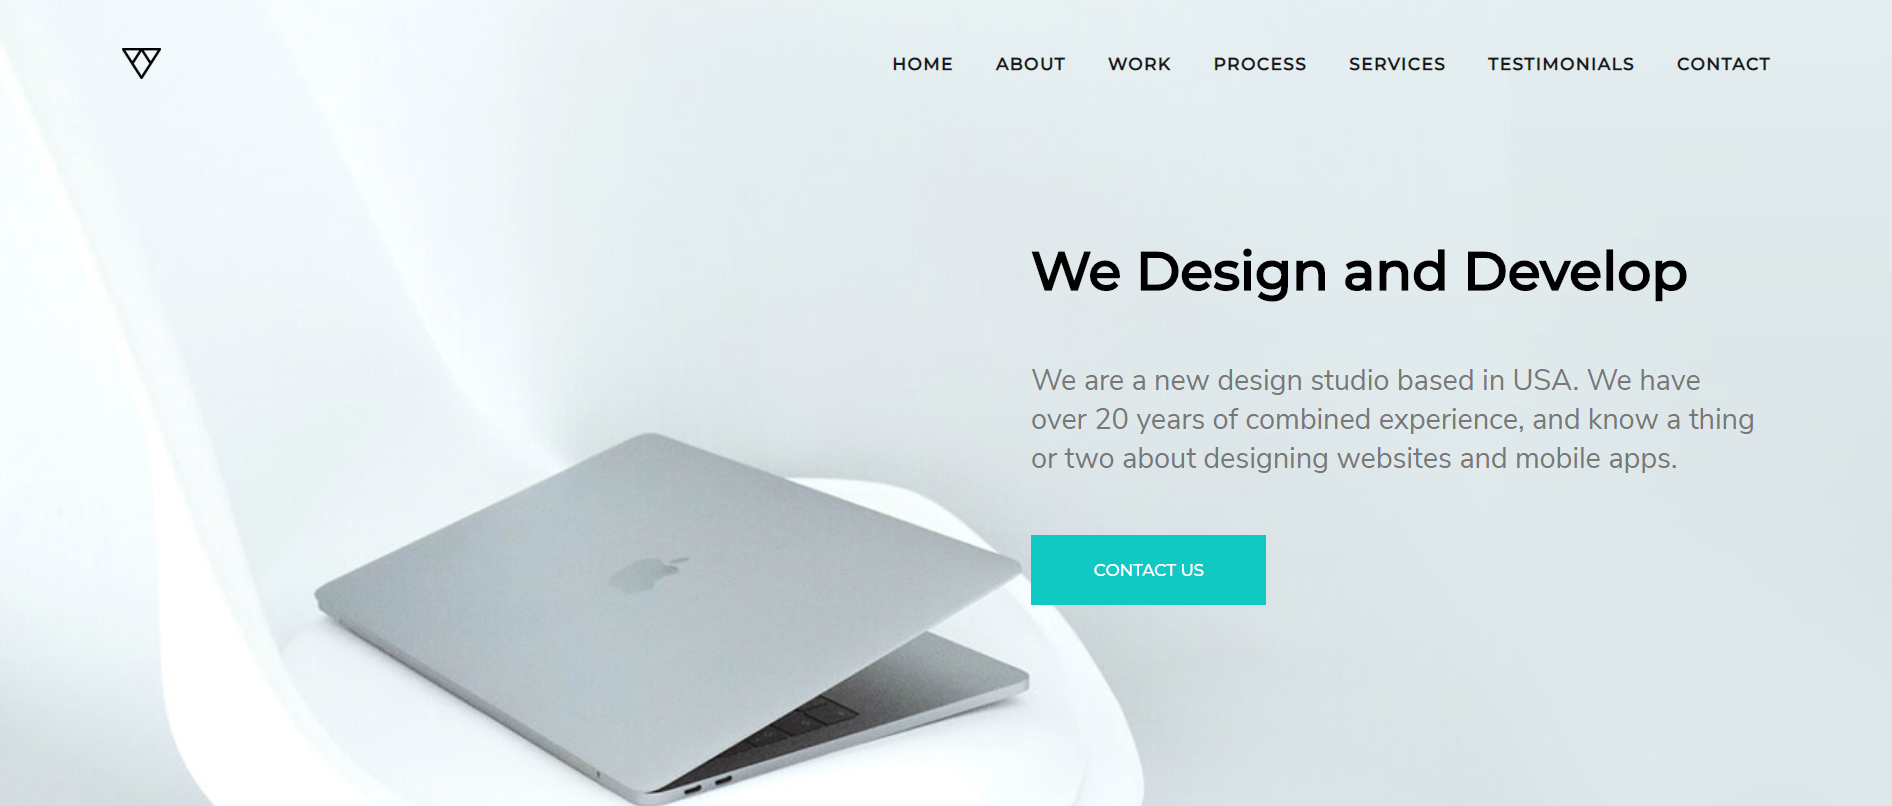 HOME ABOUT WORK PROCESS SERVICES TESTIMONIALS CONTACT
We Design and Develop
We are a new design studio based in USA. We have
over 20 years of combined experience, and know a thing
or two about designing websites and mobile apps.
CONTACT US